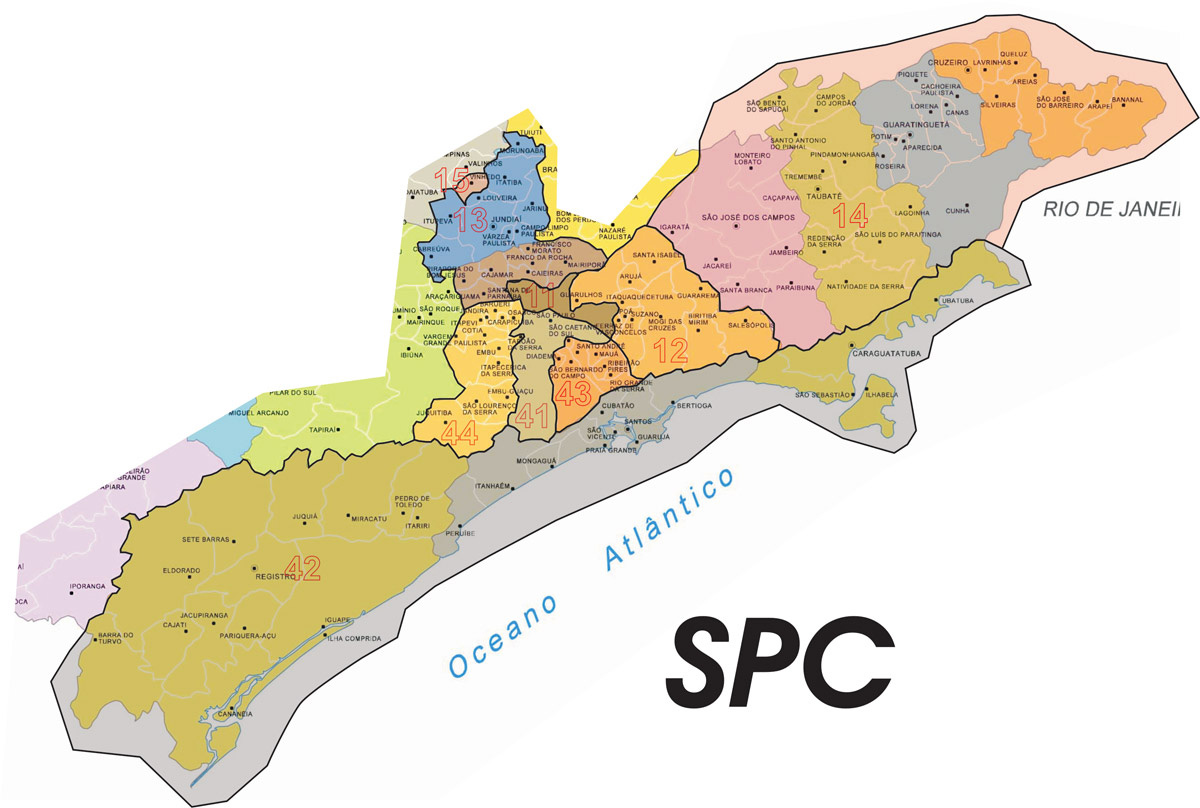 QUELUZ
CRUZEIRO
LAVRINHAS
PIQUETE
AREIAS
CACHOEIRA
PAULISTA
SÃO BENTO
DO SAPUCAÍ
CAMPOS
DO JORDÃO
LORENA
CANAS
SILVEIRAS
SÃO JOSÉ
DO BARREIRO
ARAPEÍ
BANANAL
GUARATINGUETÁ
POTIM
APARECIDA
ROSEIRA
SANTO ANTONIO
DO PINHAL
PINDAMONHANGABA
MONTEIRO
LOBATO
TREMEMBÉ
TAUBATÉ
CAÇAPAVA
14
LAGOINHA
CUNHA
RIO DE JANEI
SÃO JOSÉ DOS CAMPOS
IGARATÁ
REDENÇÃO
DA SERRA
SÃO LUÍS DO PARAITINGA
JAMBEIRO
JACAREÍ
SANTA BRANCA
PARAIBUNA
NATIVIDADE DA SERRA
UBATUBA
CARAGUATATUBA
SÃO SEBASTIÃO
ILHABELA
TUIUTI
MORUNGABA
PINAS
VALINHOS
VINHEDO
15
ITATIBA
BRA
AIATUBA
LOUVEIRA
ITUPEVA
13
JUNDIAÍ
JARINU
VÁRZEA
PAULISTA
CAMPO LIMPO
PAULISTA
BOM
DOS PERD
NAZARÉ
PAULISTA
CABREÚVA
FRANCISCO
MORATO
FRANCO DA ROCHA
MAIRIPORÃ
PIRAPORA DO
BOM JESUS
CAJAMAR
CAIEIRAS
SANTA ISABEL
ARUJÁ
ARAÇARIGUAMA
SANTANA DE
PARNAÍBA
11
GUARULHOS
ITAQUAQUECETUBA
GUARAREMA
BARUERI
JANDIRA
OSASCO
SÃO PAULO
POÁ
SUZANO
FERRAZ DE
VASCONCELOS
MOGI DAS
CRUZES
BIRITIBA
MIRIM
SALESÓPOLIS
12
UMÍNIO
SÃO ROQUE
MAIRINQUE
ITAPEVI
CARAPICUÍBA
COTIA
VARGEM
GRANDE PAULISTA
TABOÃO
DA SERRA
SÃO CAETANO
DO SUL
IBIÚNA
EMBU
DIADEMA
SANTO ANDRÉ
MAUÁ
SÃO BERNARDO
DO CAMPO
RIBEIRÃO
PIRES
RIO GRANDE
DA SERRA
43
ITAPECERICA
DA SERRA
EMBU-GUAÇU
SÃO LOURENÇO
DA SERRA
JUQUITIBA
44
41
CUBATÃO
BERTIOGA
SANTOS
SÃO
VICENTE
GUARUJÁ
PRAIA GRANDE
MONGAGUÁ
ITANHAÉM
PERUÍBE
PILAR DO SUL
MIGUEL ARCANJO
TAPIRAÍ
EIRÃO
GRANDE
APIARA
PEDRO DE
TOLEDO
JUQUIÁ
MIRACATU
ITARIRI
SETE BARRAS
ELDORADO
REGISTRO
42
IPORANGA
OCA
JACUPIRANGA
CAJATI
PARIQUERA-AÇU
IGUAPE
ILHA COMPRIDA
BARRA DO
TURVO
CANANÉIA
Oceano Atlântico
SPC